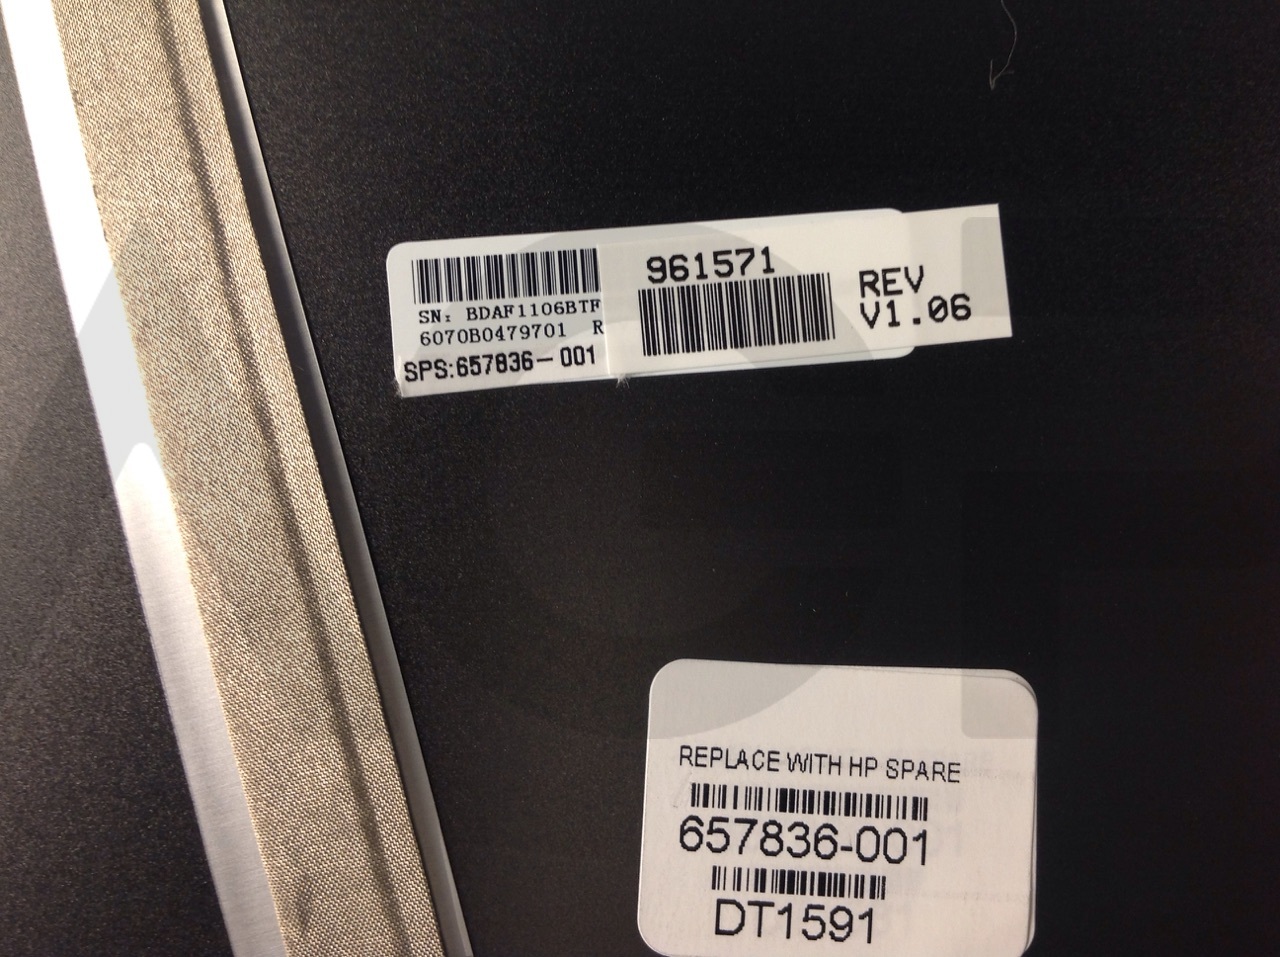 961571
REV
V1.06
SN: BDAF1106BTF
6070B0479701 R
SPS:657836-001
REPLACE WITH HP SPARE
657836-001
DT1591